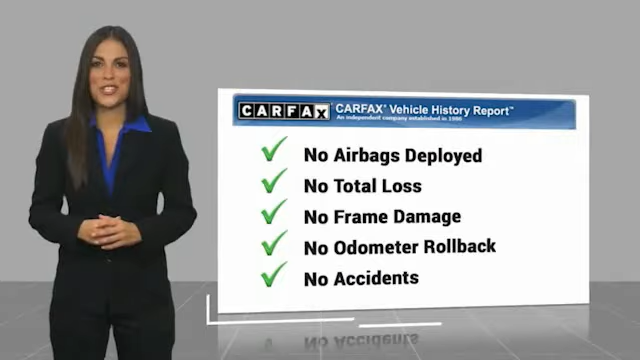 CARFAX CARFAX® Vehicle History Report™
An independent company established in 1986
No Airbags Deployed
No Total Loss
No Frame Damage
No Odometer Rollback
No Accidents